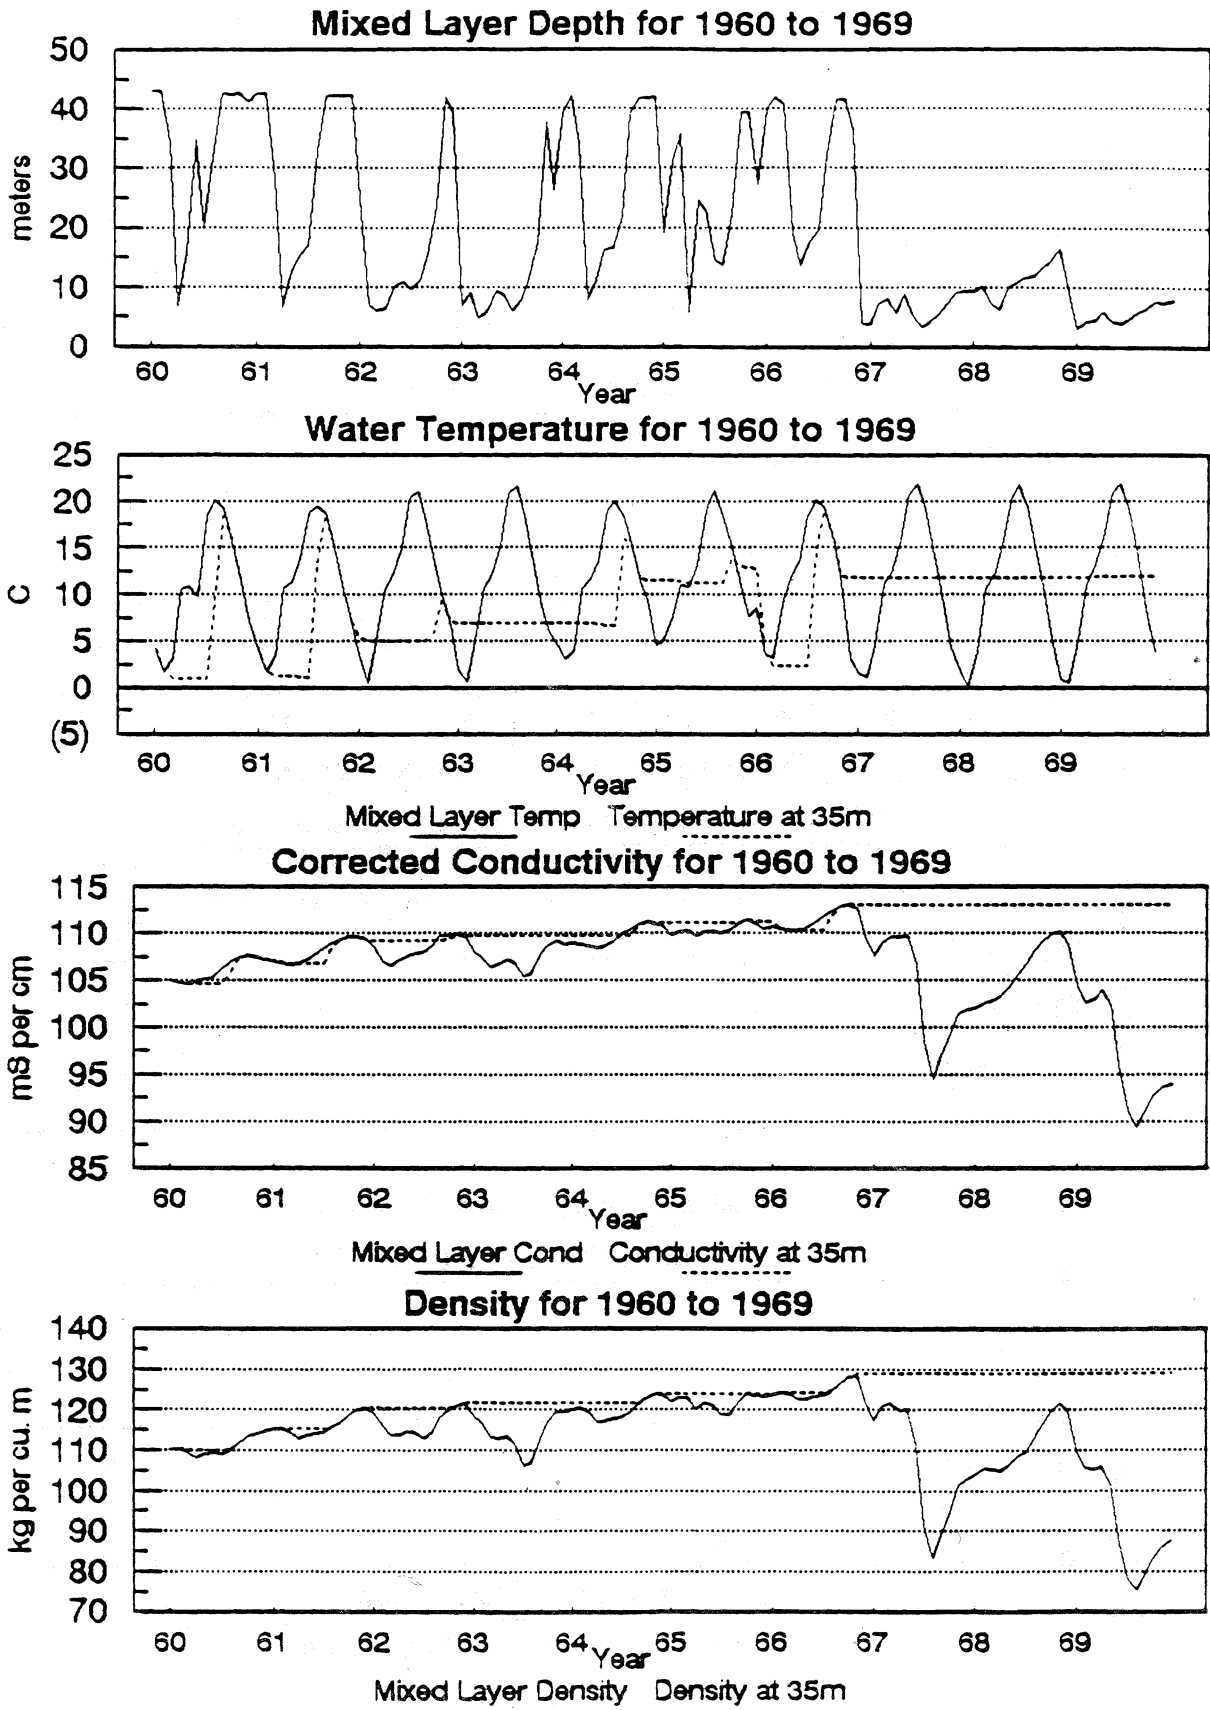 Mixed Layer Depth for 1960 to 1969
50
40
30
20
10
0
meters
60 61 62 63 64 65 66 67 68 69
Year
Water Temperature for 1960 to 1969
25
20
15
10
5
0
(5)
C
60 61 62 63 64 65 66 67 68 69
Year
Mixed Layer Temp Temperature at 35m
Corrected Conductivity for 1960 to 1969
115
110
105
100
95
90
85
mS per cm
60 61 62 63 64 65 66 67 68 69
Year
Mixed Layer Cond Conductivity at 35m
Density for 1960 to 1969
140
130
120
110
100
90
80
70
kg per cu. m
60 61 62 63 64 65 66 67 68 69
Year
Mixed Layer Density Density at 35m